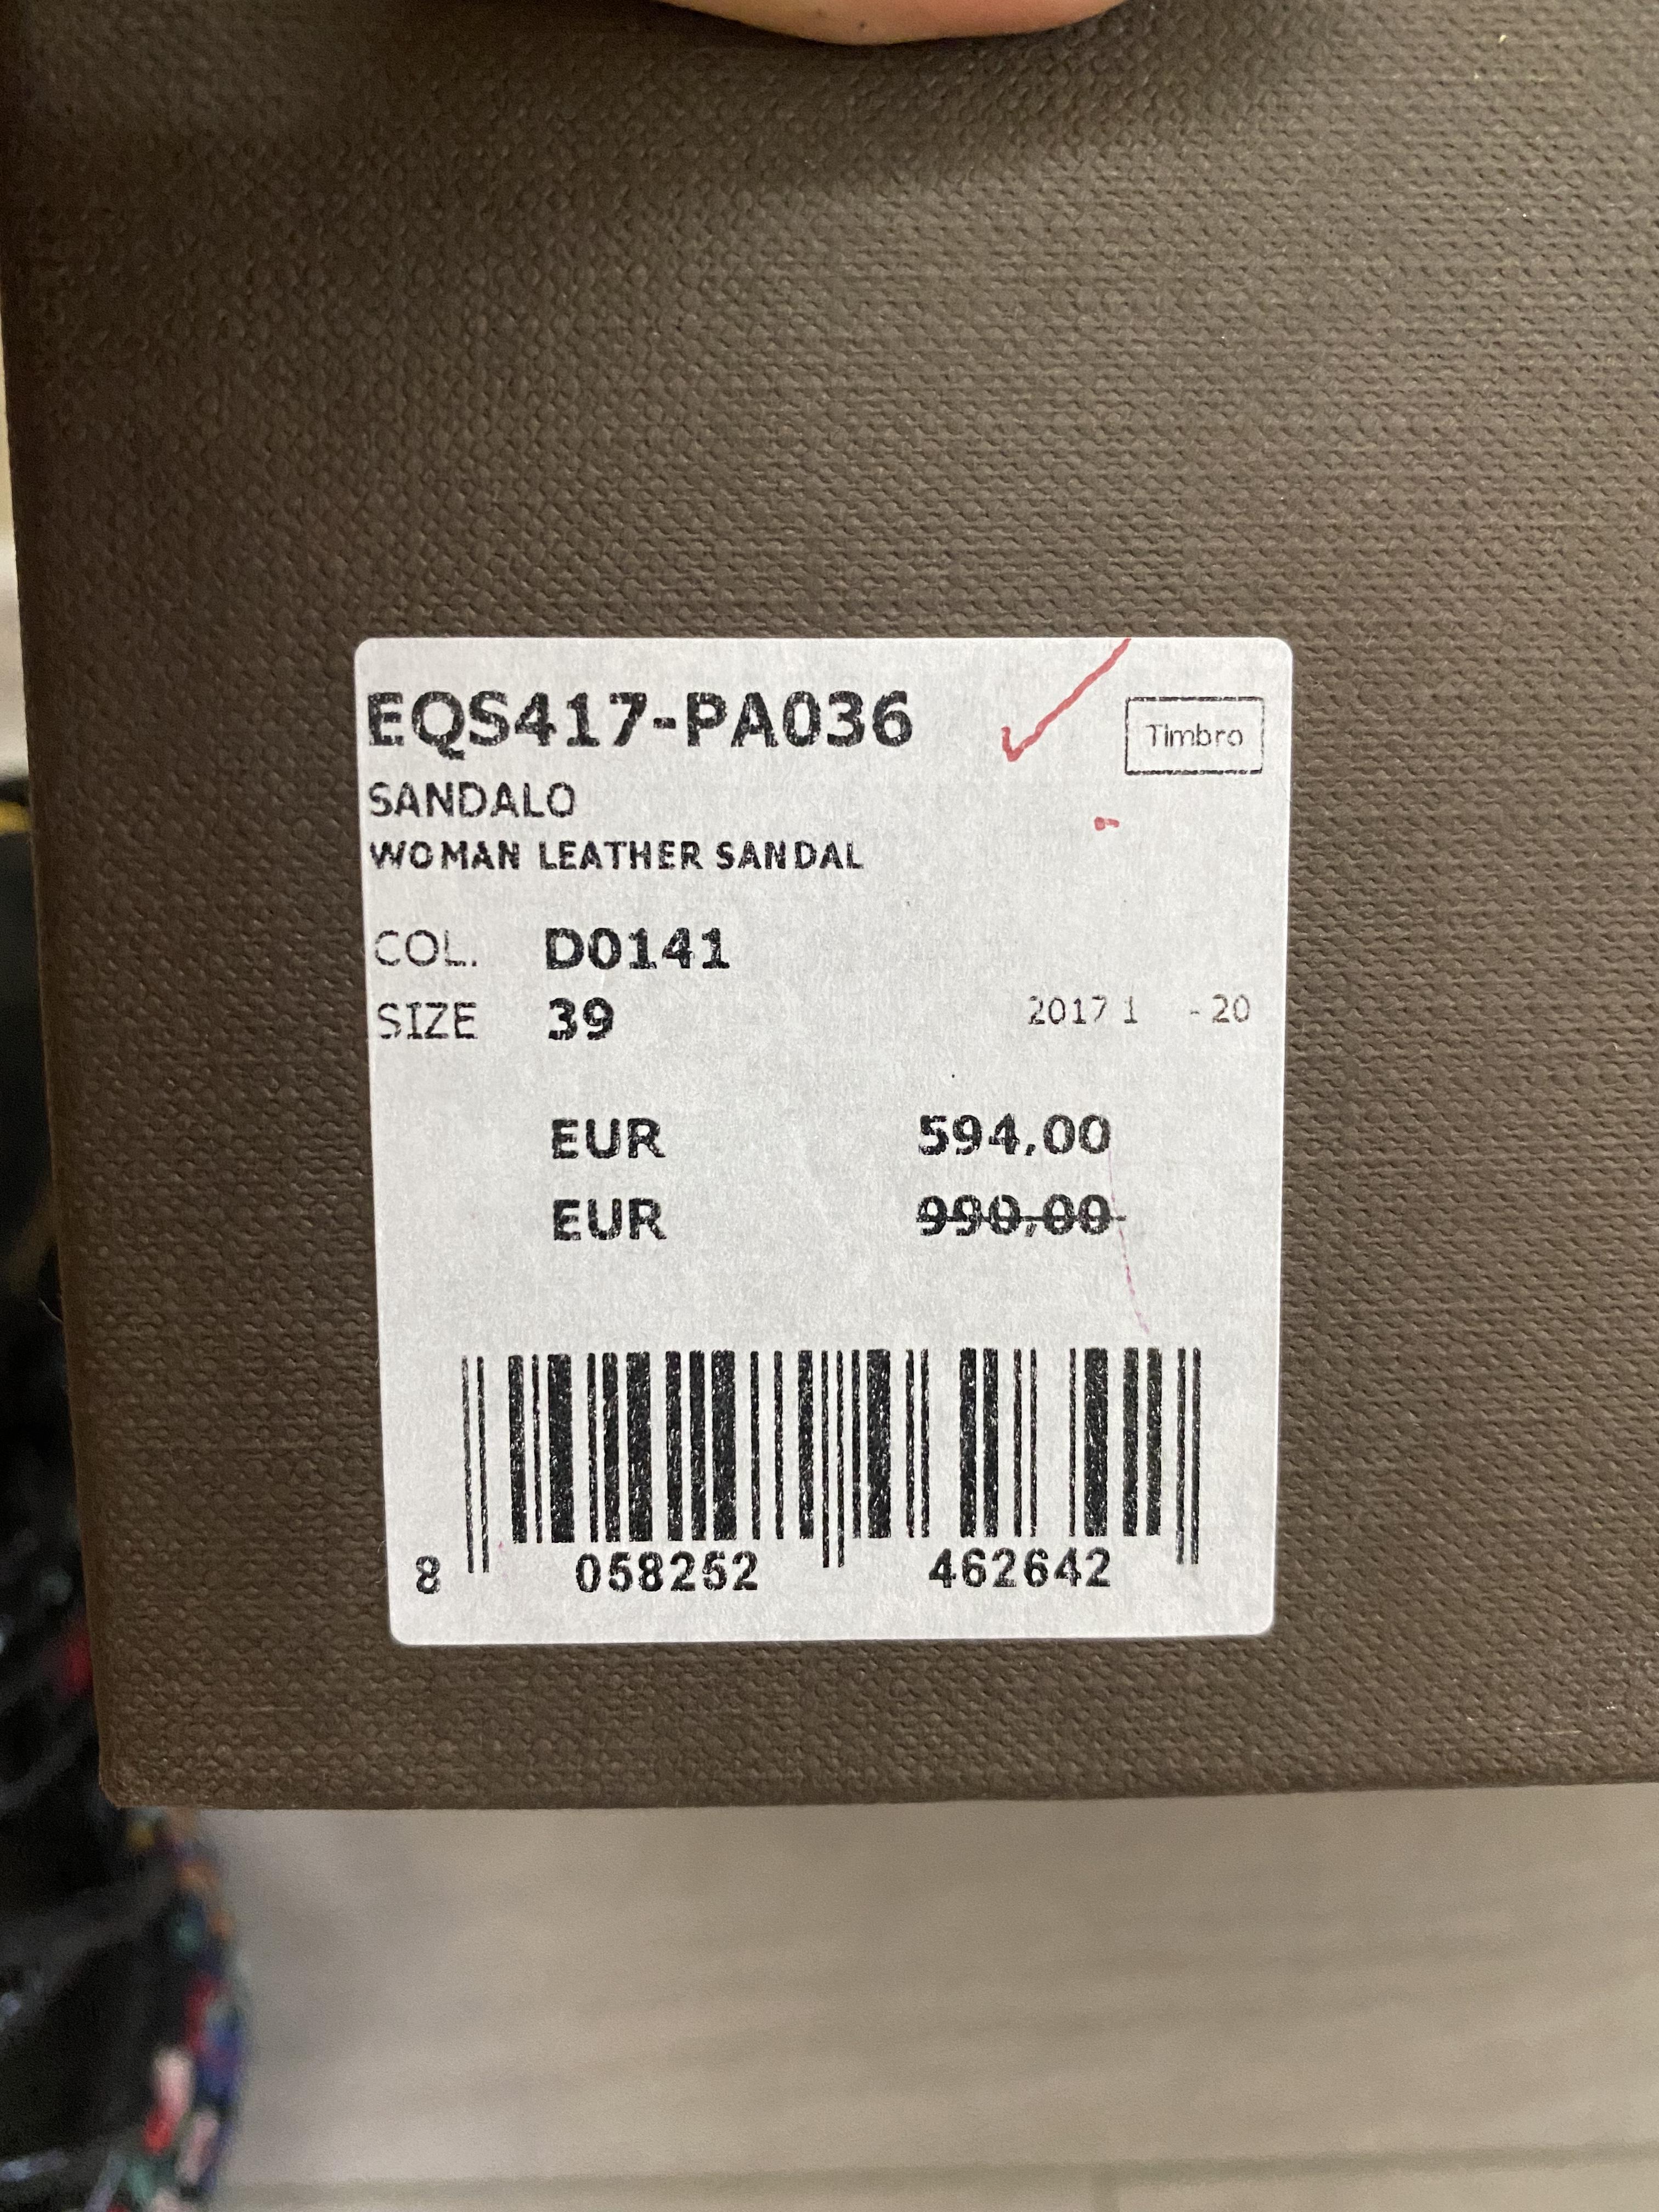 EQS417-PA036
Timbro
SANDALO
WOMAN LEATHER SANDAL
COL. D0141
SIZE 39
2017 1 - 20
EUR 594,00
EUR 990,00
8 058252 462642